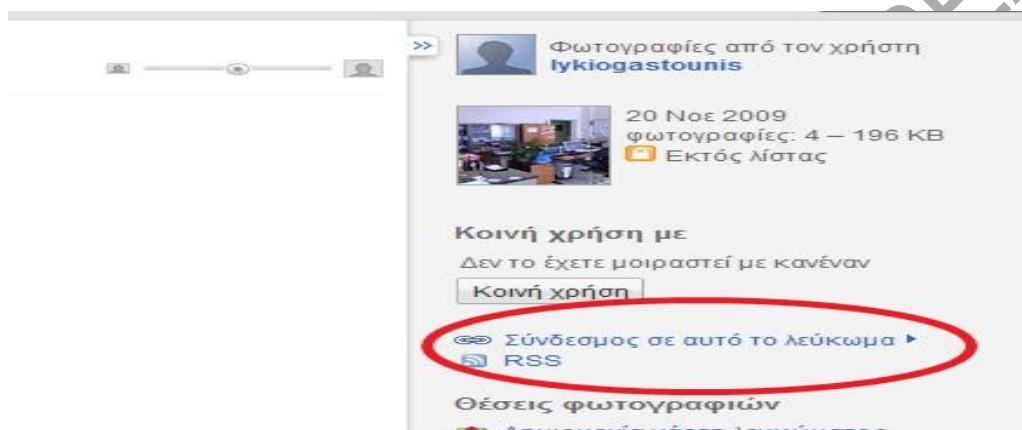 >>
Φωτογραφίες από τον χρήστη
lykiogastounis
20 Νοε 2009
φωτογραφίες: 4 – 196 KB
Εκτός λίστας
Κοινή χρήση με
Δεν το έχετε μοιραστεί με κανέναν
Κοινή χρήση
Σύνδεσμος σε αυτό το λεύκωμα
RSS
Θέσεις φωτογραφιών